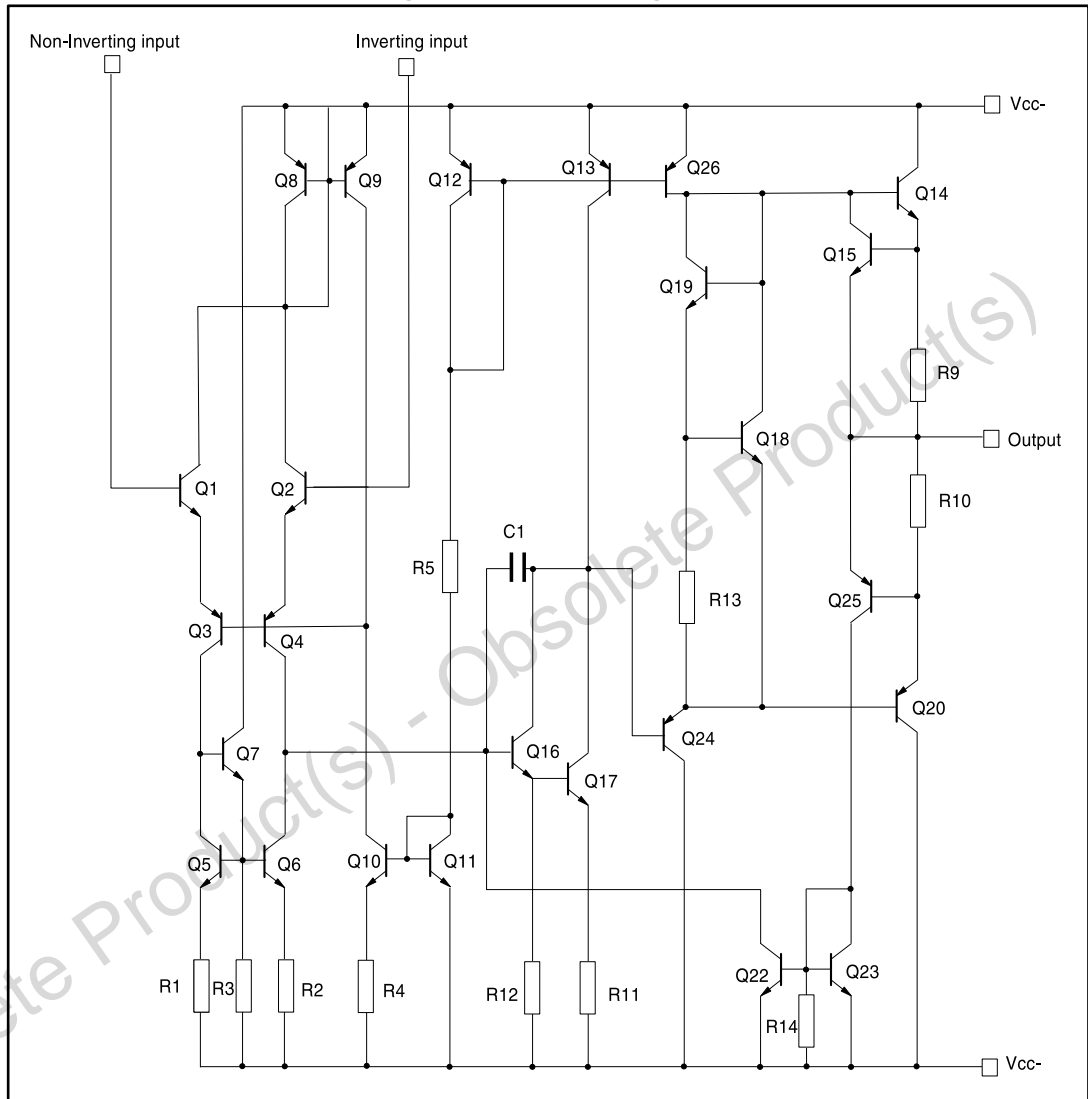 Non-Inverting input
Inverting input
Vcc-
Q8
Q9
Q12
Q13
Q26
Q14
Q15
Q19
R9
Q18
Output
Q1
Q2
R10
C1
R5
R13
Q25
Q3
Q4
Q20
Q24
Q7
Q16
Q17
Q5
Q6
Q10
Q11
Q22
Q23
R1
R3
R2
R4
R12
R11
R14
Vcc-
ete Product(s) - Obsolete Product(s)